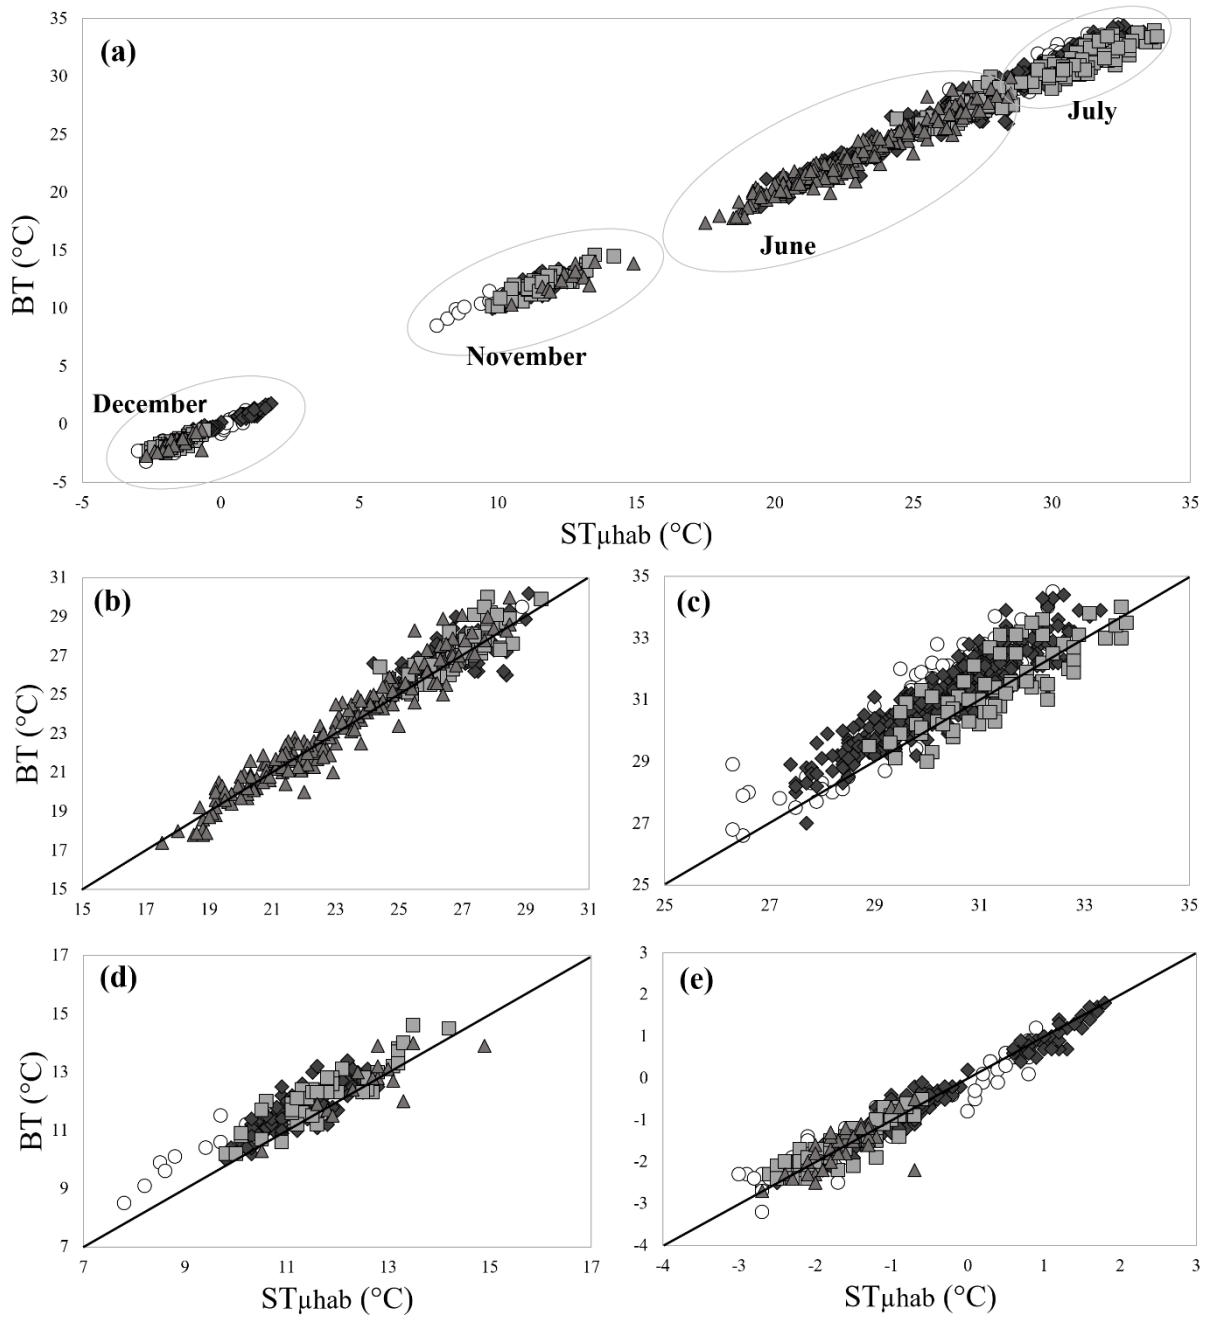 (a)
35
30
25
20
15
10
5
0
-5
BT (°C)
July
June
November
December
-5 0 5 10 15 20 25 30 35
STμhab (°C)
(b)
31
29
27
25
23
21
19
17
15
BT (°C)
15 17 19 21 23 25 27 29 31
(c)
35
33
31
29
27
25
25 27 29 31 33 35
(d)
17
15
13
11
9
7
BT (°C)
7 9 11 13 15 17
STμhab (°C)
(e)
3
2
1
0
-1
-2
-3
-4
-4 -3 -2 -1 0 1 2 3
STμhab (°C)